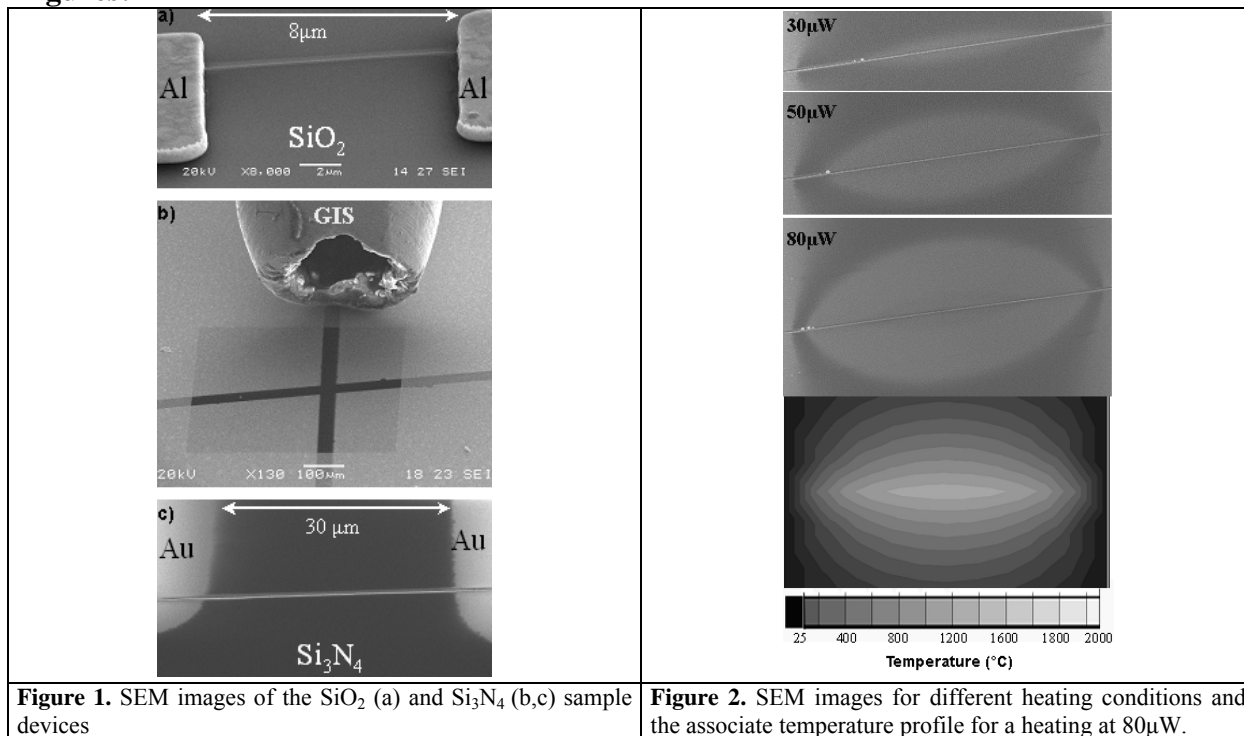 Figures:
a)
8µm
Al
Al
SiO2
20kV X8,000 2µm 14 27 SEI
b)
GIS
20kV X130 100µm 18 23 SEI
c)
30 µm
Au
Au
Si3N4
Figure 1. SEM images of the SiO2 (a) and Si3N4 (b,c) sample
devices
30µW
50µW
80µW
25 400 800 1200 1600 1800 2000
Temperature (°C)
Figure 2. SEM images for different heating conditions and
the associate temperature profile for a heating at 80µW.